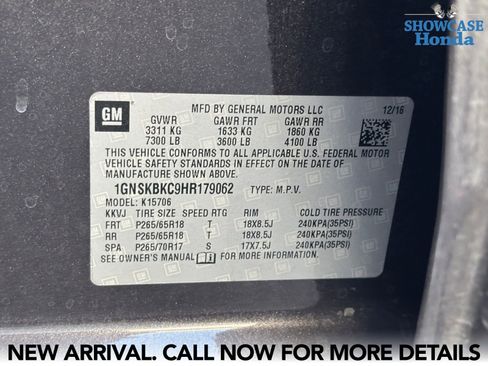 SHOWCASE
Honda
GM
MFD BY GENERAL MOTORS LLC 12/16
GVWR GAWR FRT GAWR RR
3311 KG 1633 KG 1860 KG
7300 LB 3600 LB 4100 LB
THIS VEHICLE CONFORMS TO ALL APPLICABLE U.S. FEDERAL MOTOR
VEHICLE SAFETY, BUMPER, AND THEFT PREVENTION STANDARDS IN EFFECT ON THE DATE OF
MANUFACTURE SHOWN ABOVE.
1GNSKBKC9HR179062 TYPE: M.P.V.
MODEL: K15706
KKVJ TIRE SIZE SPEED RTG RIM COLD TIRE PRESSURE
FRT P265/65R18 T 18X8.5J 240KPA(35PSI)
RR P265/65R18 T 18X8.5J 240KPA(35PSI)
SPA P265/70R17 S 17X7.5J 240KPA(35PSI)
SEE OWNER'S MANUAL FOR MORE INFORMATION
NEW ARRIVAL. CALL NOW FOR MORE DETAILS